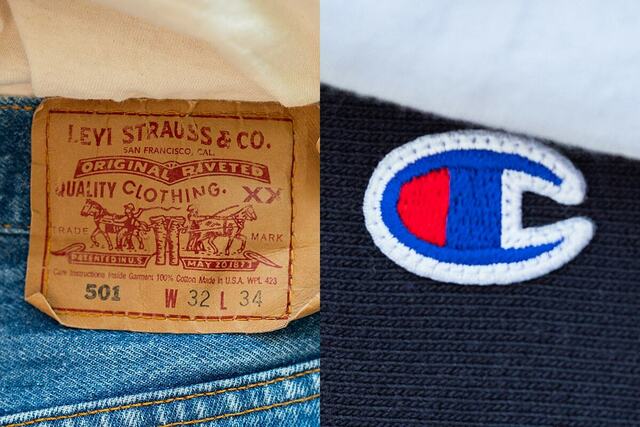 LEVI STRAUSS & CO.
SAN FRANCISCO, CAL.
ORIGINAL RIVETED
QUALITY CLOTHING. XX
TRADE MARK
PATENTED IN U.S. MAY 20 1873
Care Instructions Inside Garment 100% Cotton Made in U.S.A. WPL 423
501 W 32 L 34
C